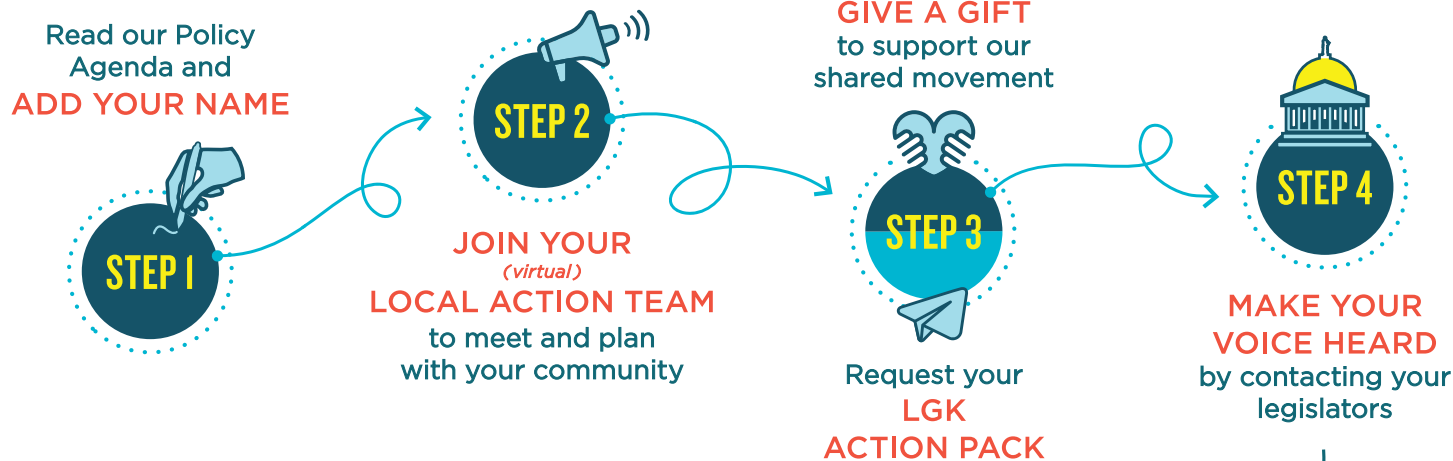 Read our Policy
Agenda and
ADD YOUR NAME
STEP 1
STEP 2
JOIN YOUR
(virtual)
LOCAL ACTION TEAM
to meet and plan
with your community
GIVE A GIFT
to support our
shared movement
STEP 3
Request your
LGK
ACTION PACK
STEP 4
MAKE YOUR
VOICE HEARD
by contacting your
legislators